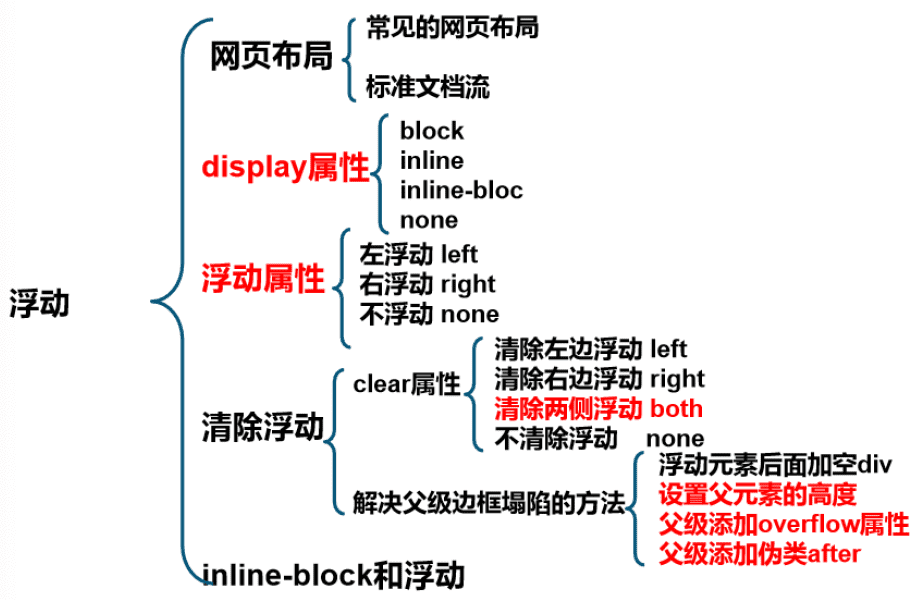 浮动
网页布局
常见的网页布局
标准文档流
display属性
block
inline
inline-bloc
none
浮动属性
左浮动 left
右浮动 right
不浮动 none
清除浮动
clear属性
清除左边浮动 left
清除右边浮动 right
清除两侧浮动 both
不清除浮动 none
解决父级边框塌陷的方法
浮动元素后面加空div
设置父元素的高度
父级添加overflow属性
父级添加伪类after
inline-block和浮动